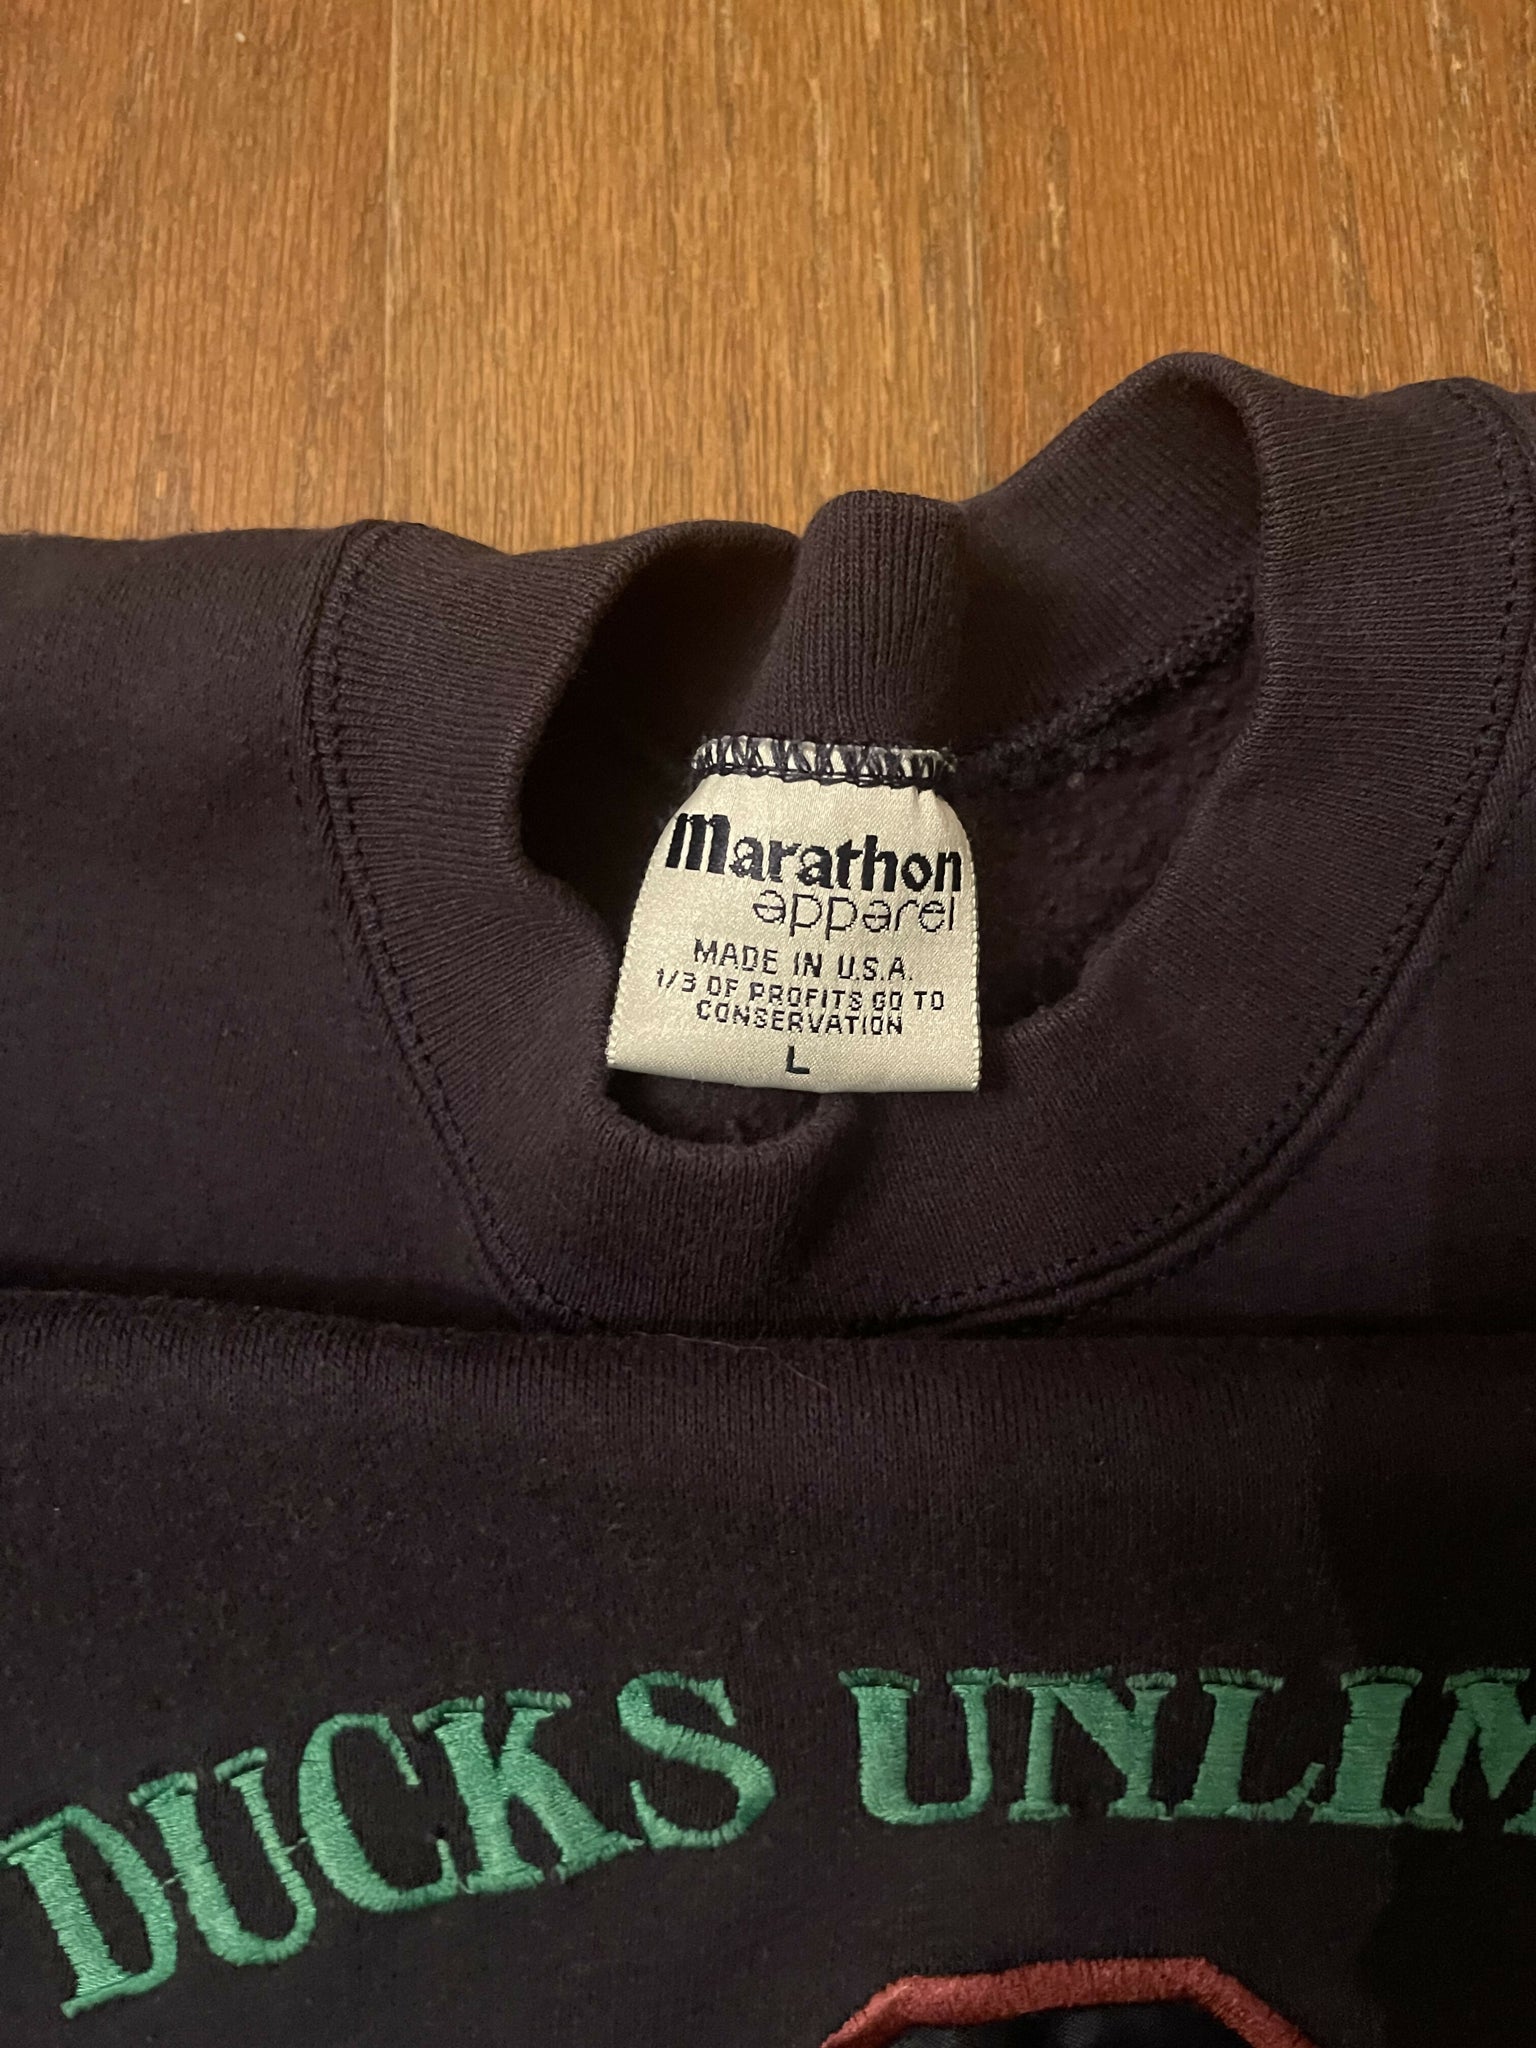 marathon
apparel
MADE IN U.S.A.
1/3 OF PROFITS GO TO
CONSERVATION
L
DUCKS UNLIM